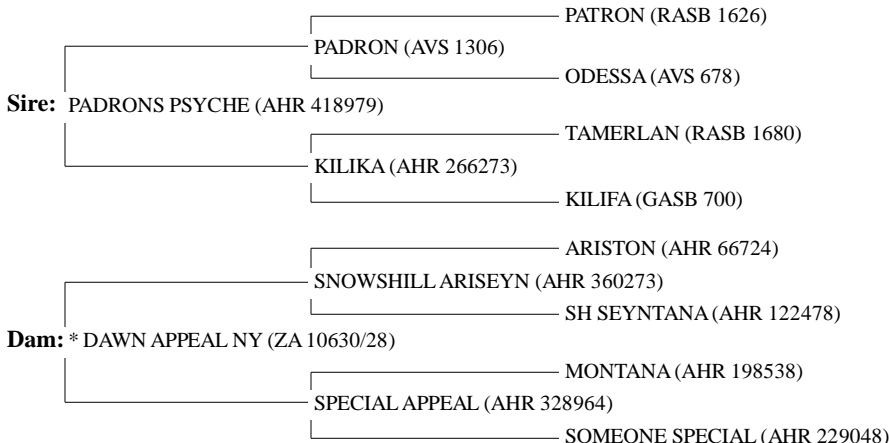 PATRON (RASB 1626)
PADRON (AVS 1306)
ODESSA (AVS 678)
Sire: PADRONS PSYCHE (AHR 418979)
TAMERLAN (RASB 1680)
KILIKA (AHR 266273)
KILIFA (GASB 700)
ARISTON (AHR 66724)
SNOWSHILL ARISEYN (AHR 360273)
SH SEYNTANA (AHR 122478)
Dam: * DAWN APPEAL NY (ZA 10630/28)
MONTANA (AHR 198538)
SPECIAL APPEAL (AHR 328964)
SOMEONE SPECIAL (AHR 229048)